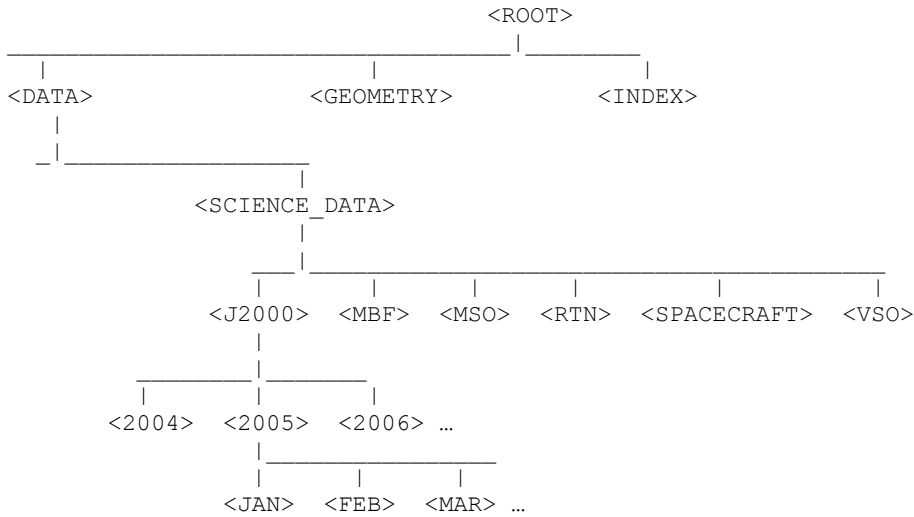 <ROOT>
<DATA> <GEOMETRY> <INDEX>
<SCIENCE_DATA>
<J2000> <MBF> <MSO> <RTN> <SPACECRAFT> <VSO>
<2004> <2005> <2006> …
<JAN> <FEB> <MAR> …